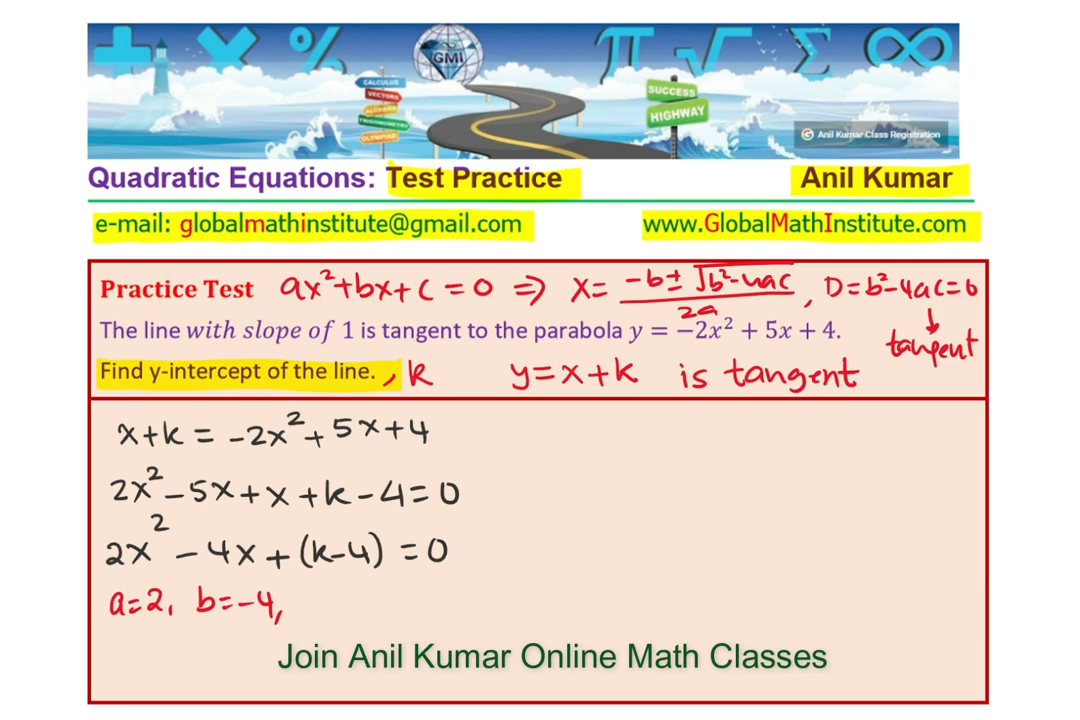 GMI
CALCULUS
VECTORS
ALGEBRA
TRIGONOMETRY
OLYMPIAD
SUCCESS
HIGHWAY
G Anil Kumar Class Registration
Quadratic Equations: Test Practice Anil Kumar
e-mail: globalmathinstitute@gmail.com www.GlobalMathInstitute.com
Practice Test ax²+bx+c=0 ⇒ x= (-b±√(b²-4ac))/2a, D=b²-4ac=0
The line with slope of 1 is tangent to the parabola y = −2x² + 5x + 4. ↓ tangent
Find y-intercept of the line., k y=x+k is tangent
x+k = -2x²+5x+4
2x²-5x+x+k-4=0
2x²-4x+(k-4)=0
a=2, b=-4,
Join Anil Kumar Online Math Classes